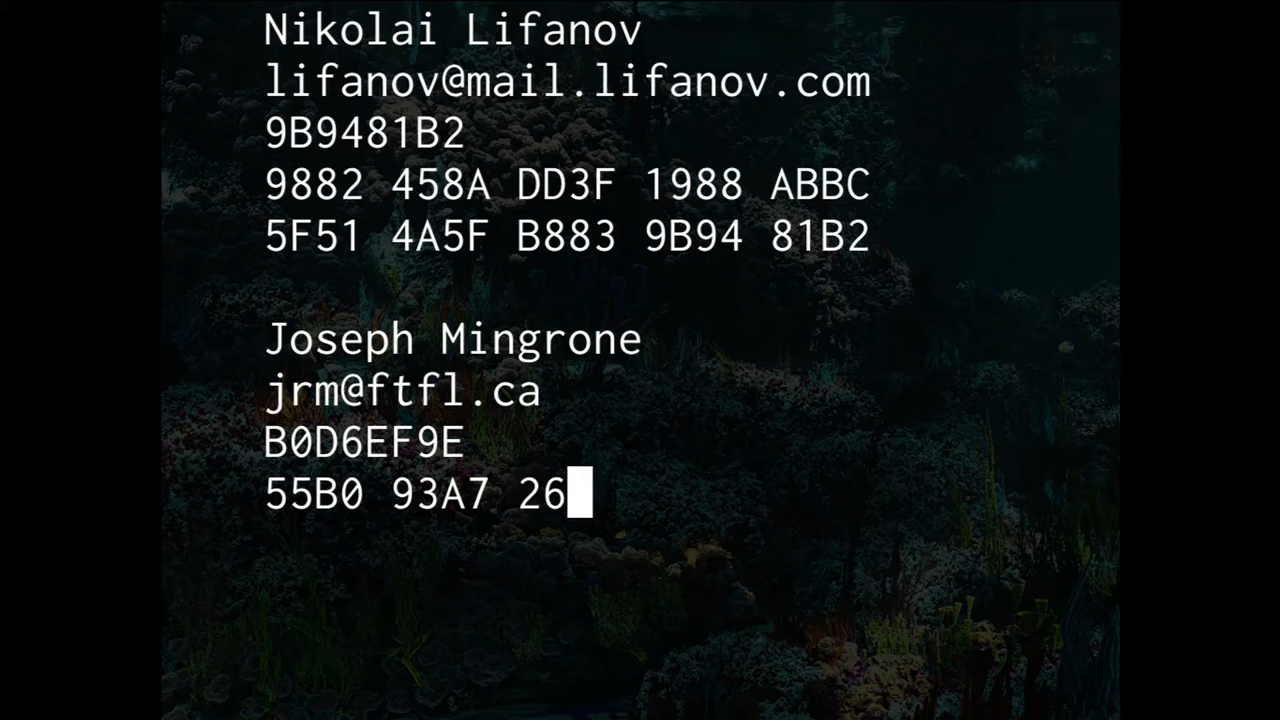 Nikolai Lifanov
lifanov@mail.lifanov.com
9B9481B2
9882 458A DD3F 1988 ABBC
5F51 4A5F B883 9B94 81B2
Joseph Mingrone
jrm@ftfl.ca
B0D6EF9E
55B0 93A7 26